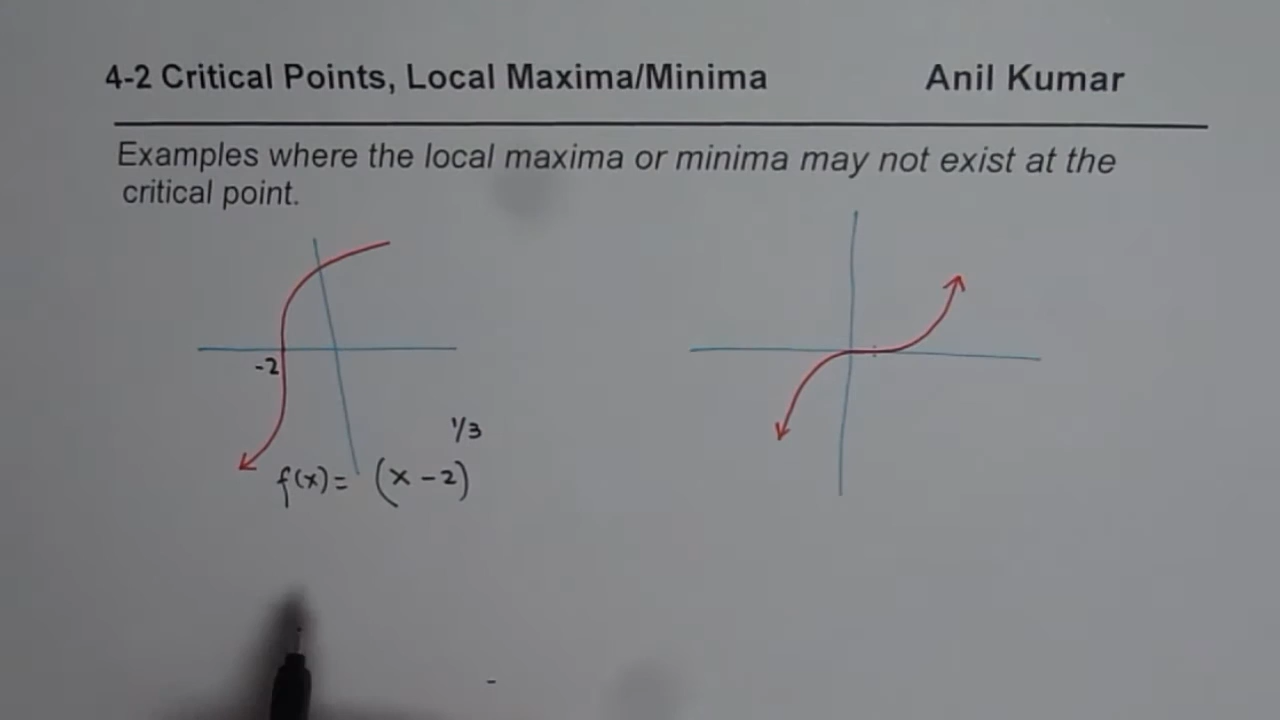 4-2 Critical Points, Local Maxima/Minima Anil Kumar
Examples where the local maxima or minima may not exist at the
critical point.
-2
1/3
f(x)= (x-2)